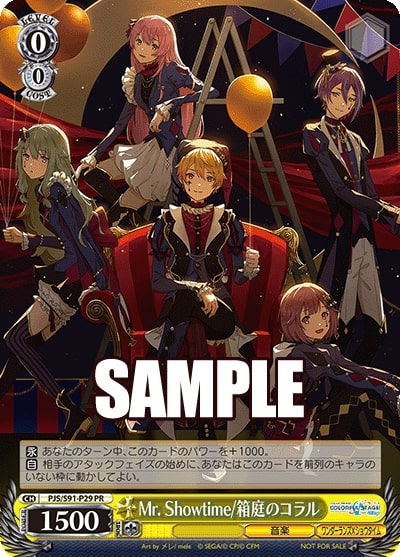 LEVEL
0
0
COST
SAMPLE
永 あなたのターン中、このカードのパワーを+1000。
自 相手のアタックフェイズの始めに、あなたはこのカードを前列のキャラの
いない枠に動かしてよい。
CH PJS/S91-P29 PR
POWER 1500 Mr. Showtime/箱庭のコラル
音楽 ワンダーランズ×ショウタイム
Art by メレ/mele © SEGA/© CP/© CFM NOT FOR SALE